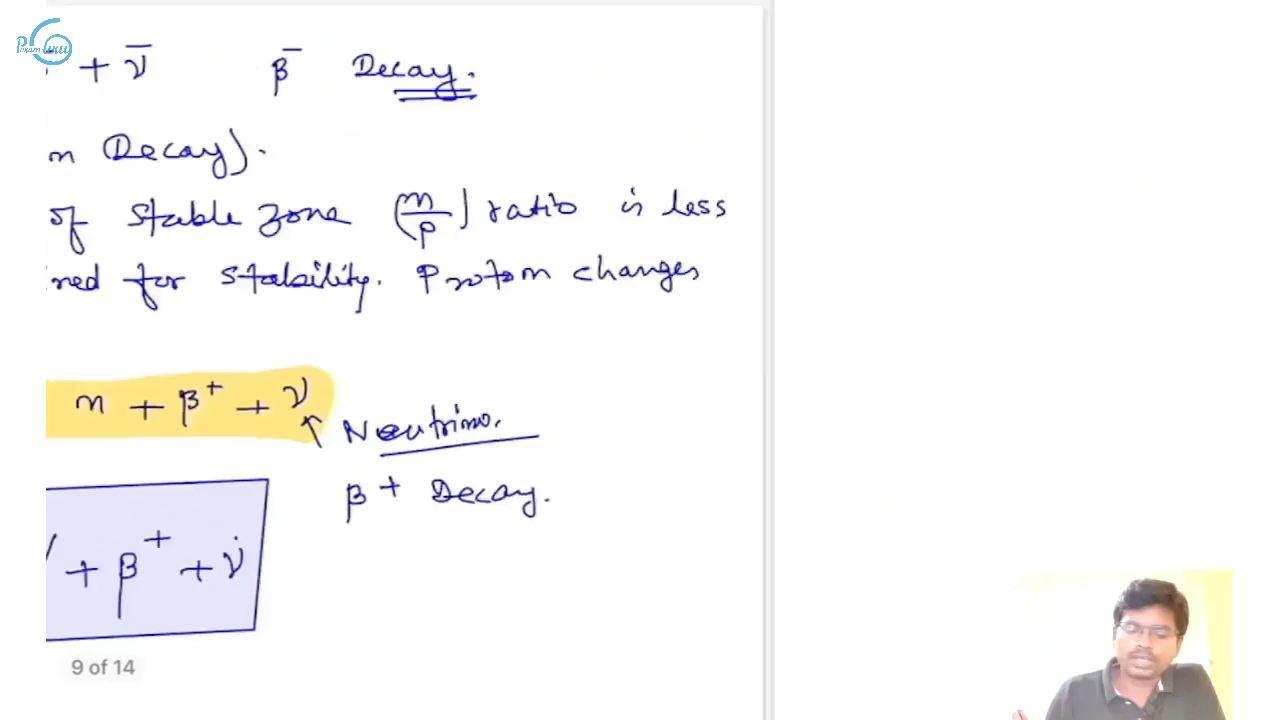 + ν̄ β⁻ Decay.
n Decay).
of stable zone (n/p) ratio is less
red for stability. Proton changes
n + β⁺ + ν
↑ Neutrino.
β⁺ Decay.
+ β⁺ + ν
9 of 14